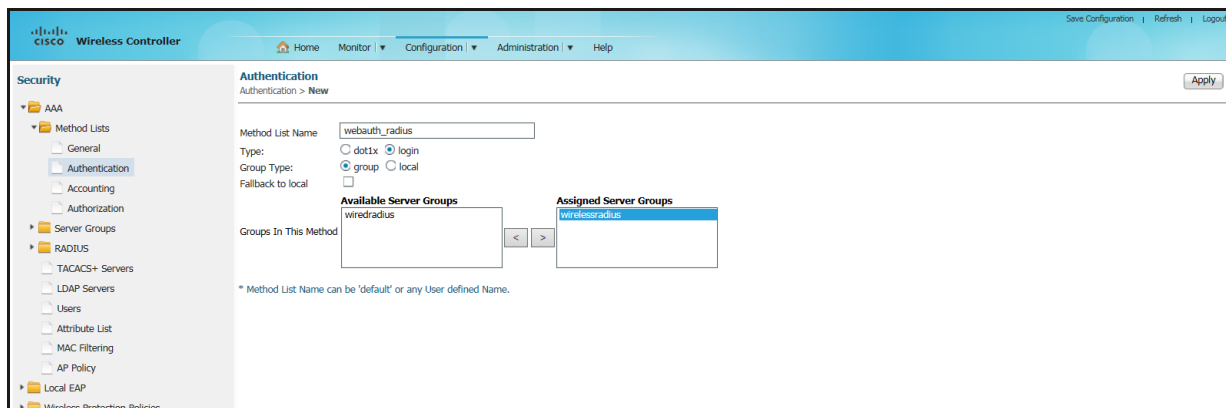 Save Configuration | Refresh | Logout
CISCO Wireless Controller
Home Monitor | ▼ Configuration | ▼ Administration | ▼ Help
Security
AAA
Method Lists
General
Authentication
Accounting
Authorization
Server Groups
RADIUS
TACACS+ Servers
LDAP Servers
Users
Attribute List
MAC Filtering
AP Policy
Local EAP
Wireless Protection Policies
Authentication
Authentication > New
Apply
Method List Name webauth_radius
Type: dot1x login
Group Type: group local
Fallback to local
Available Server Groups Assigned Server Groups
wiredradius wirelessradius
Groups In This Method < >
* Method List Name can be 'default' or any User defined Name.